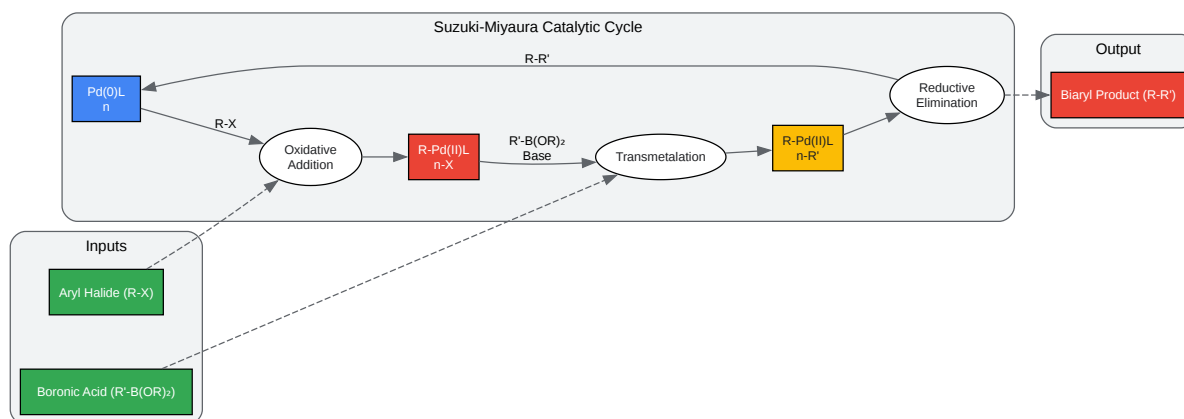 Suzuki-Miyaura Catalytic Cycle
Output
R-R'
Pd(0)L
n
Reductive
Elimination
Biaryl Product (R-R')
R-X
Oxidative
Addition
R-Pd(II)L
n-X
R'-B(OR)₂
Base
Transmetalation
R-Pd(II)L
n-R'
Inputs
Aryl Halide (R-X)
Boronic Acid (R'-B(OR)₂)